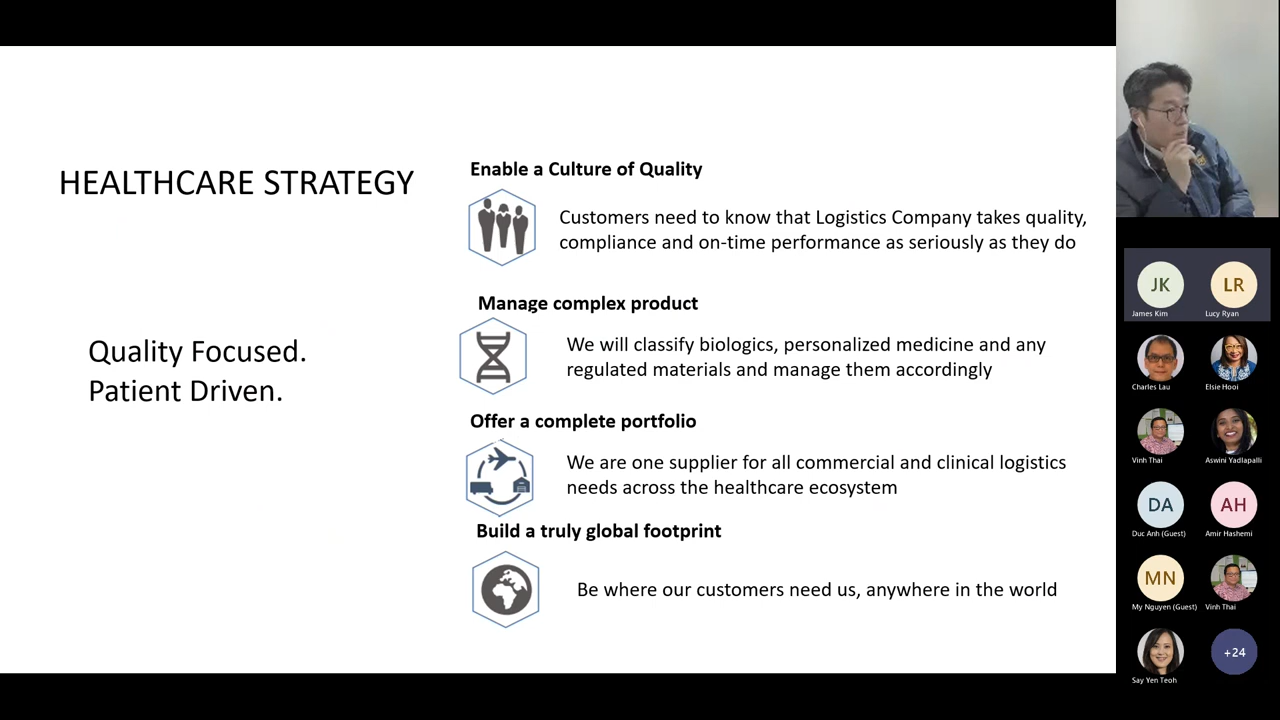 HEALTHCARE STRATEGY
Quality Focused.
Patient Driven.
Enable a Culture of Quality
Customers need to know that Logistics Company takes quality,
compliance and on-time performance as seriously as they do
Manage complex product
We will classify biologics, personalized medicine and any
regulated materials and manage them accordingly
Offer a complete portfolio
We are one supplier for all commercial and clinical logistics
needs across the healthcare ecosystem
Build a truly global footprint
Be where our customers need us, anywhere in the world
JK
LR
James Kim
Lucy Ryan
Charles Lau
Elsie Hooi
Vinh Thai
Aswini Yadlapalli
DA
AH
Duc Anh (Guest)
Amir Hashemi
MN
My Nguyen (Guest)
Vinh Thai
+24
Say Yen Teoh